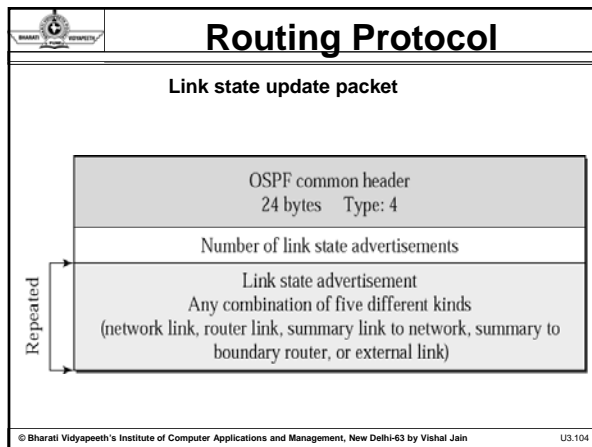 BHARATI
PUNE
VIDYAPEETH
Routing Protocol
Link state update packet
OSPF common header
24 bytes Type: 4
Number of link state advertisements
Repeated
Link state advertisement
Any combination of five different kinds
(network link, router link, summary link to network, summary to
boundary router, or external link)
© Bharati Vidyapeeth's Institute of Computer Applications and Management, New Delhi-63 by Vishal Jain
U3.104